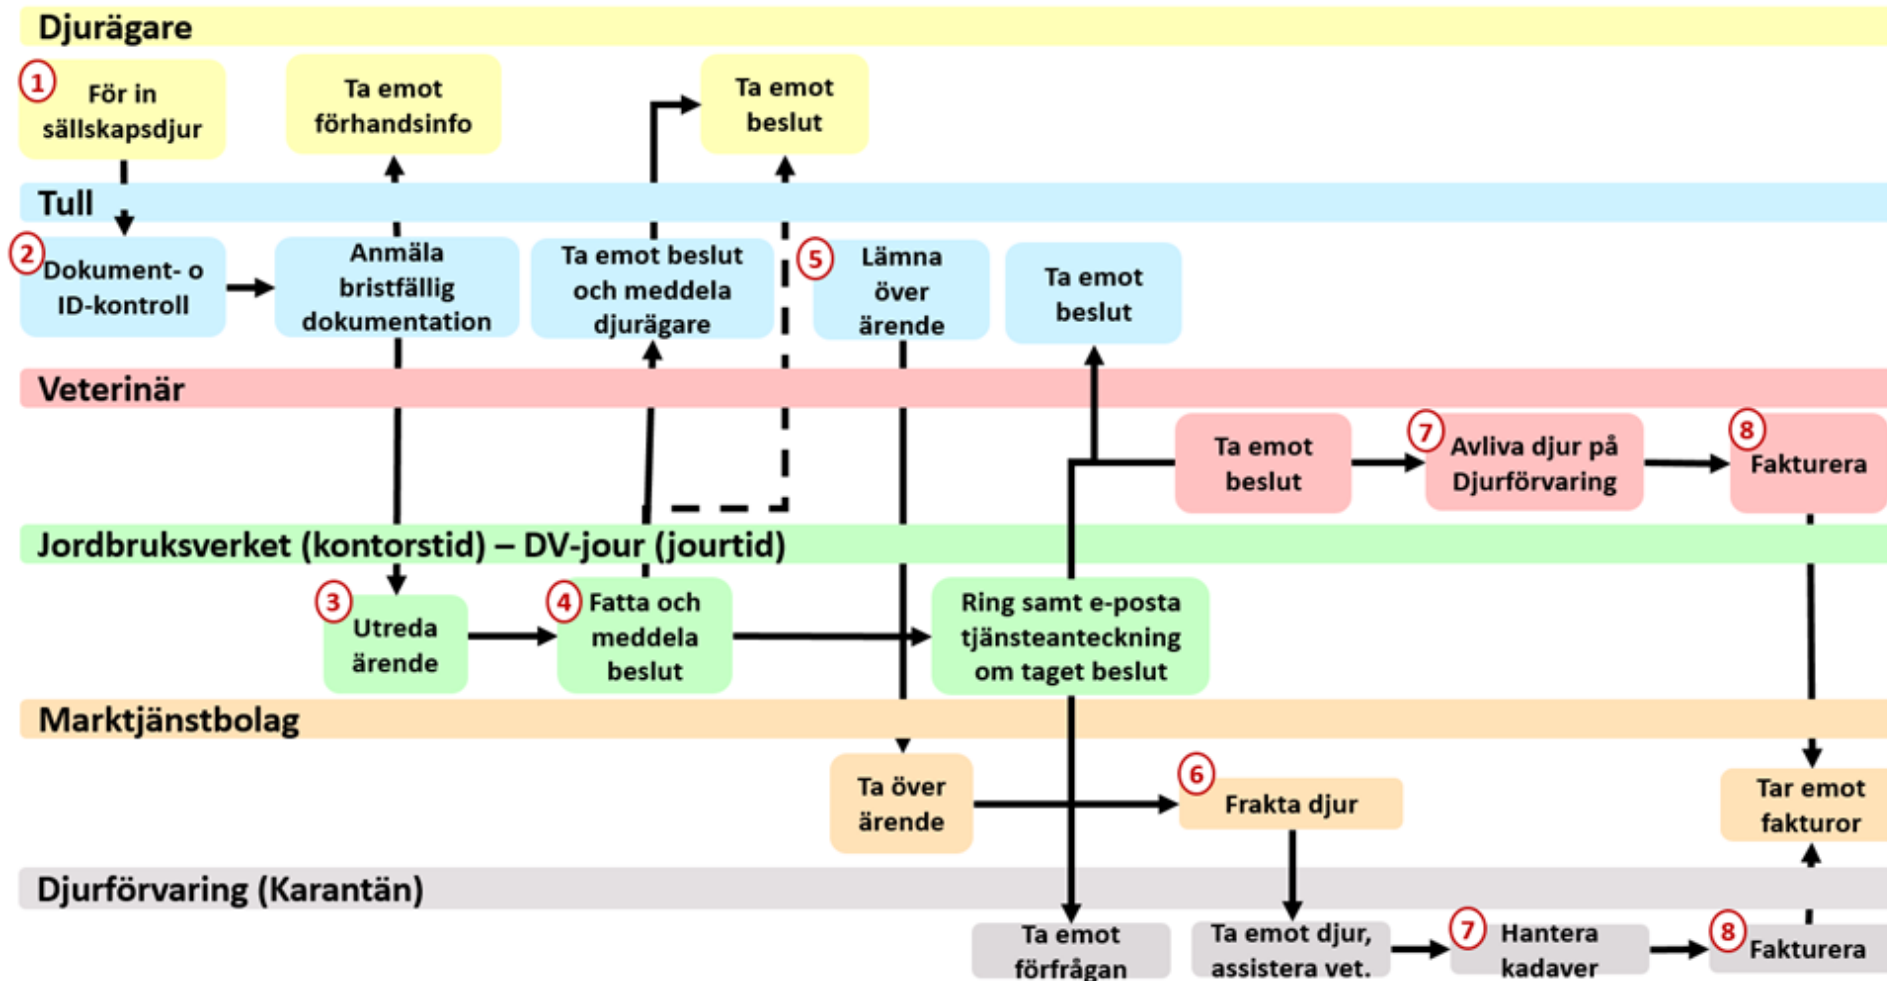 Djurägare
1
För in
sällskapsdjur
Ta emot
förhandsinfo
Ta emot
beslut
Tull
2
Dokument- o
ID-kontroll
Anmäla
bristfällig
dokumentation
Ta emot beslut
och meddela
djurägare
5
Lämna
över
ärende
Ta emot
beslut
Veterinär
Ta emot
beslut
7
Avliva djur på
Djurförvaring
8
Fakturera
Jordbruksverket (kontorstid) – DV-jour (jourtid)
3
Utreda
ärende
4
Fatta och
meddela
beslut
Ring samt e-posta
tjänsteanteckning
om taget beslut
Marktjänstbolag
Ta över
ärende
6
Frakta djur
Tar emot
fakturor
Djurförvaring (Karantän)
Ta emot
förfrågan
Ta emot djur,
assistera vet.
7
Hantera
kadaver
8
Fakturera